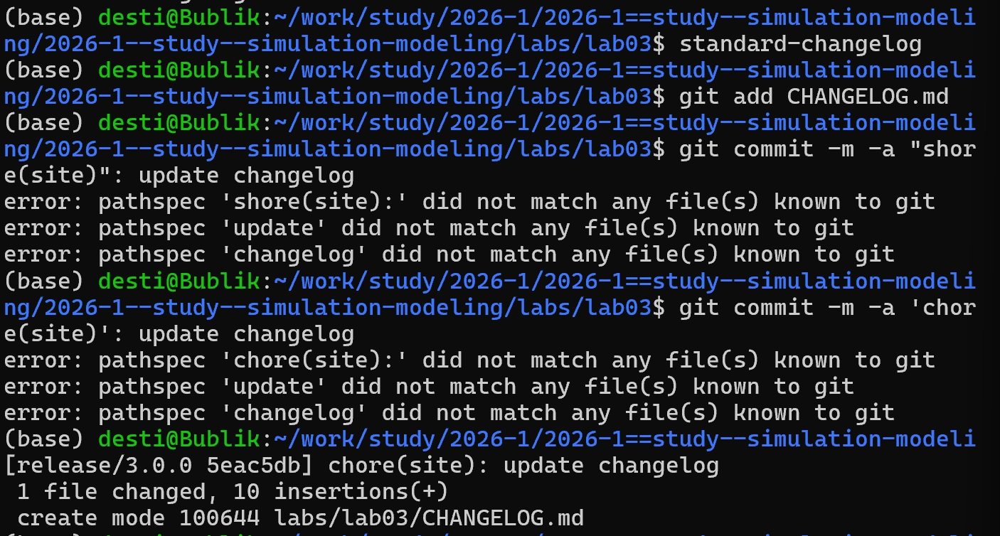 (base) desti@Bublik:~/work/study/2026-1/2026-1==study--simulation-modeli
ng/2026-1--study--simulation-modeling/labs/lab03$ standard-changelog
(base) desti@Bublik:~/work/study/2026-1/2026-1==study--simulation-modeli
ng/2026-1--study--simulation-modeling/labs/lab03$ git add CHANGELOG.md
(base) desti@Bublik:~/work/study/2026-1/2026-1==study--simulation-modeli
ng/2026-1--study--simulation-modeling/labs/lab03$ git commit -m -a "shor
e(site)": update changelog
error: pathspec 'shore(site):' did not match any file(s) known to git
error: pathspec 'update' did not match any file(s) known to git
error: pathspec 'changelog' did not match any file(s) known to git
(base) desti@Bublik:~/work/study/2026-1/2026-1==study--simulation-modeli
ng/2026-1--study--simulation-modeling/labs/lab03$ git commit -m -a 'chor
e(site)': update changelog
error: pathspec 'chore(site):' did not match any file(s) known to git
error: pathspec 'update' did not match any file(s) known to git
error: pathspec 'changelog' did not match any file(s) known to git
(base) desti@Bublik:~/work/study/2026-1/2026-1==study--simulation-modeli
[release/3.0.0 5eac5db] chore(site): update changelog
 1 file changed, 10 insertions(+)
 create mode 100644 labs/lab03/CHANGELOG.md